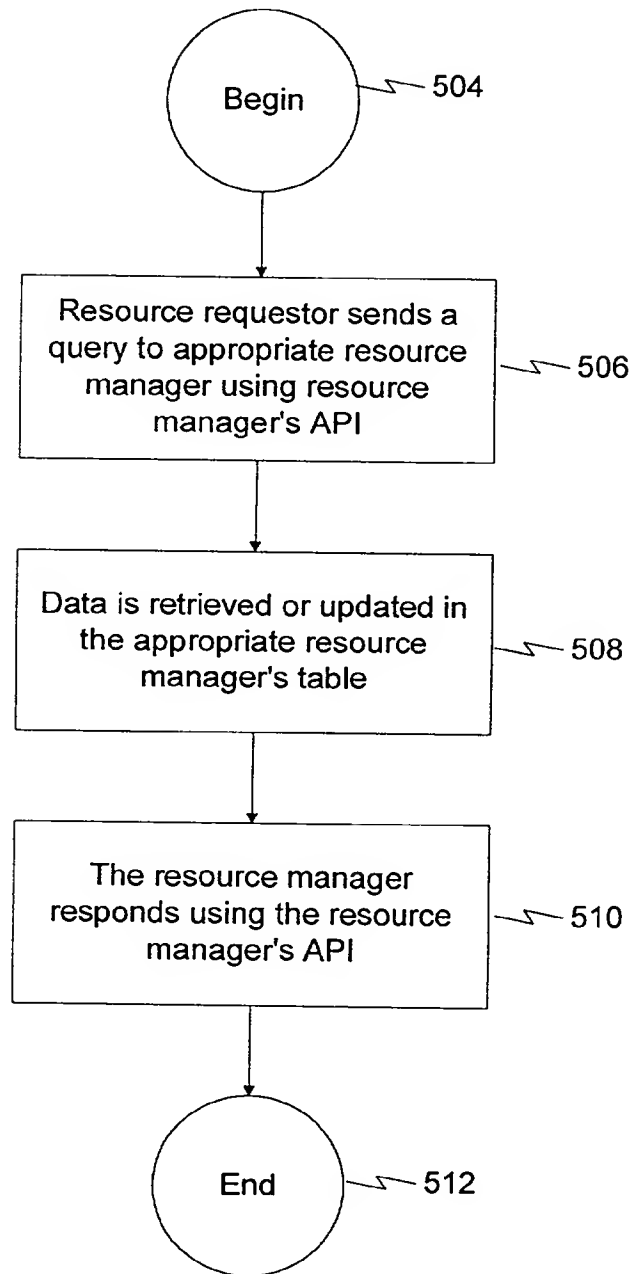 Begin
504
Resource requestor sends a
query to appropriate resource
manager using resource
manager's API
506
Data is retrieved or updated in
the appropriate resource
manager's table
508
The resource manager
responds using the resource
manager's API
510
End
512